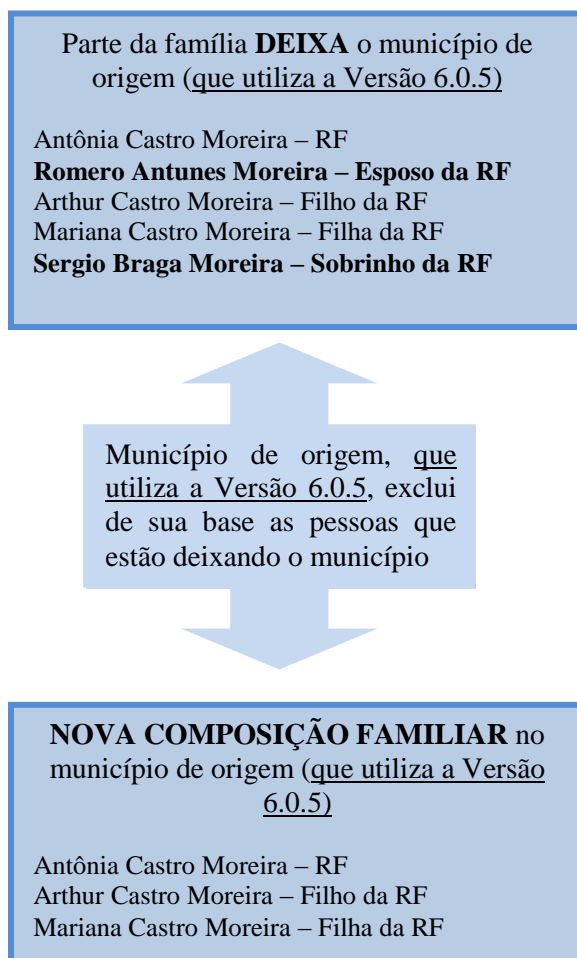 Parte da família DEIXA o município de
origem (que utiliza a Versão 6.0.5)
Antônia Castro Moreira – RF
Romero Antunes Moreira – Esposo da RF
Arthur Castro Moreira – Filho da RF
Mariana Castro Moreira – Filha da RF
Sergio Braga Moreira – Sobrinho da RF
Município de origem, que
utiliza a Versão 6.0.5, exclui
de sua base as pessoas que
estão deixando o município
NOVA COMPOSIÇÃO FAMILIAR no
município de origem (que utiliza a Versão
6.0.5)
Antônia Castro Moreira – RF
Arthur Castro Moreira – Filho da RF
Mariana Castro Moreira – Filha da RF